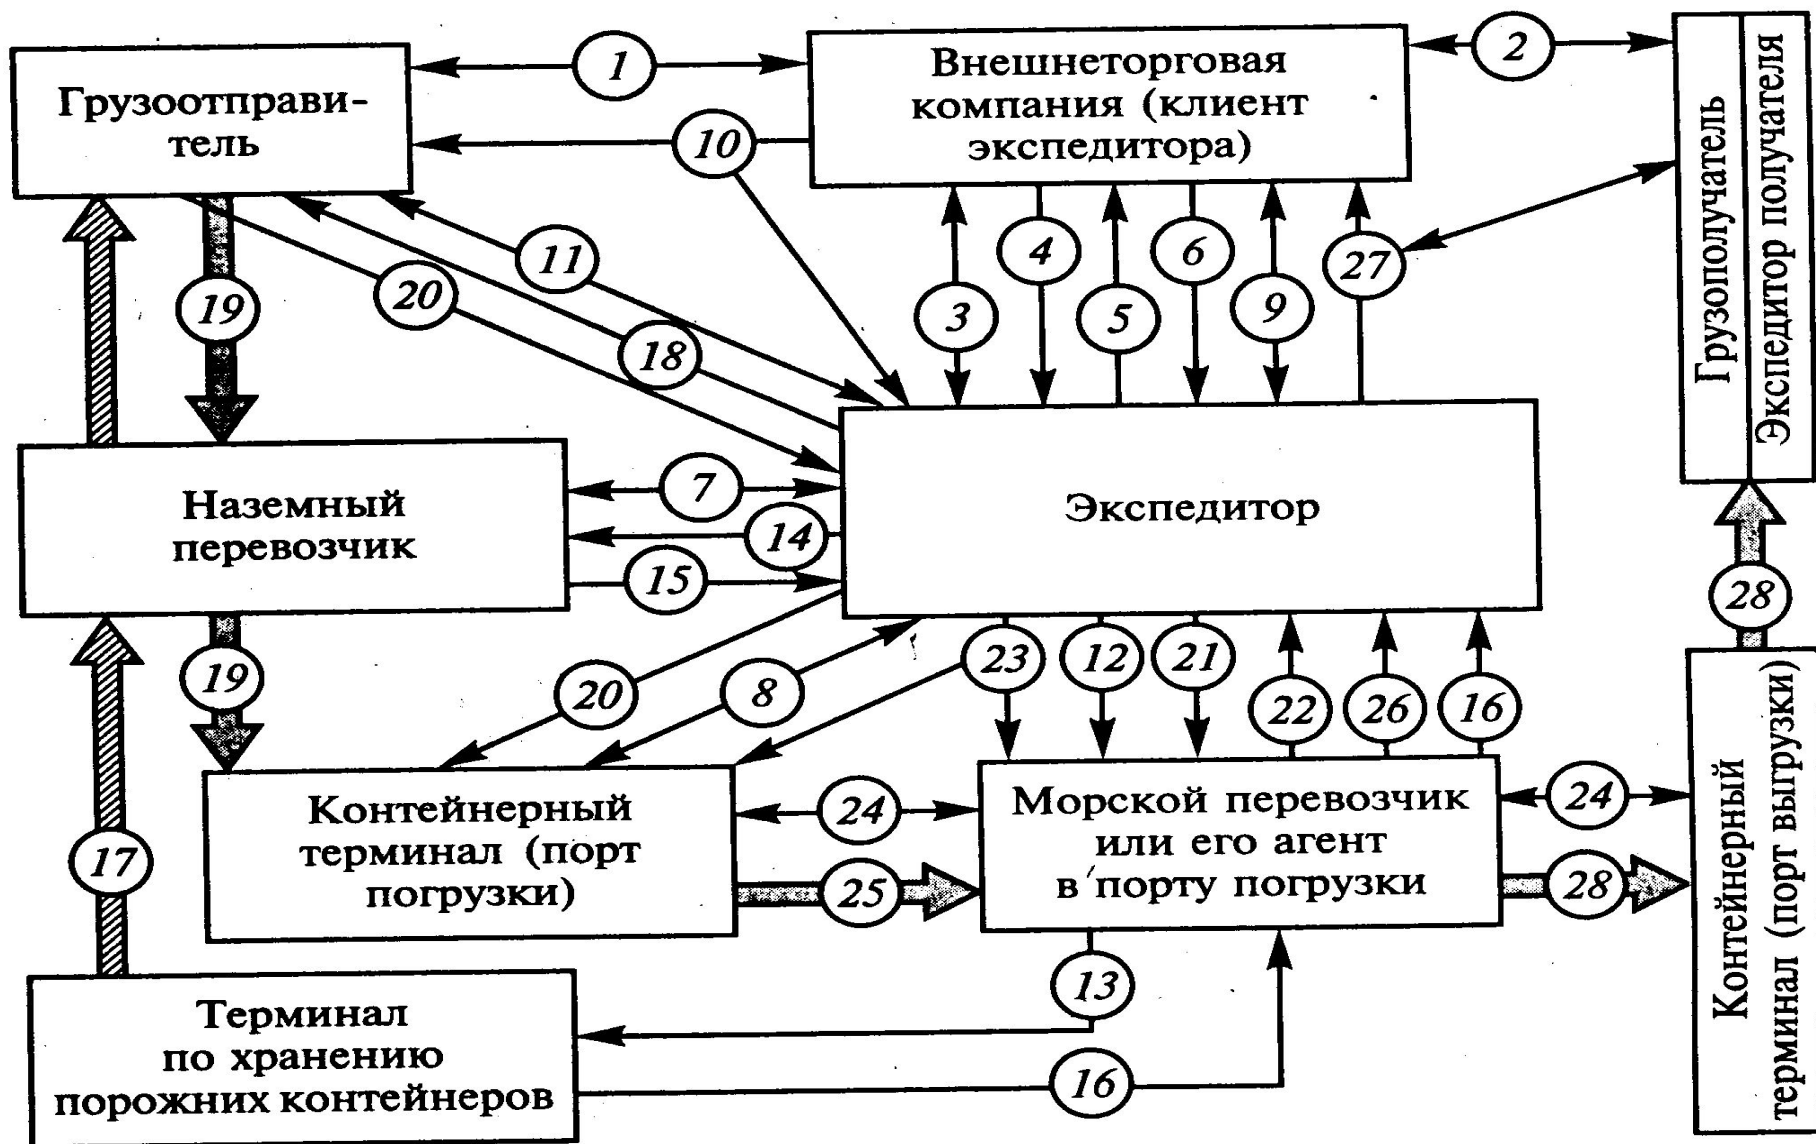 1
2
Грузоотправи-
тель
Внешнеторговая
компания (клиент
экспедитора)
Грузополучатель
Экспедитор получателя
10
11
20
19
18
3
4
5
6
9
27
Наземный
перевозчик
7
14
15
Экспедитор
28
19
20
8
23
12
21
22
26
16
17
Контейнерный
терминал (порт
погрузки)
24
25
Морской перевозчик
или его агент
в порту погрузки
24
28
Контейнерный
терминал (порт выгрузки)
13
16
Терминал
по хранению
порожних контейнеров